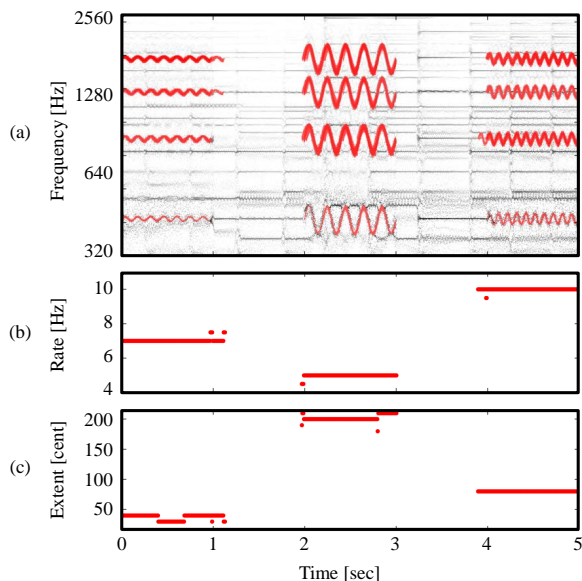 2560
1280
640
320
Frequency [Hz]
(a)
10
8
6
4
Rate [Hz]
(b)
200
150
100
50
Extent [cent]
(c)
0 1 2 3 4 5
Time [sec]